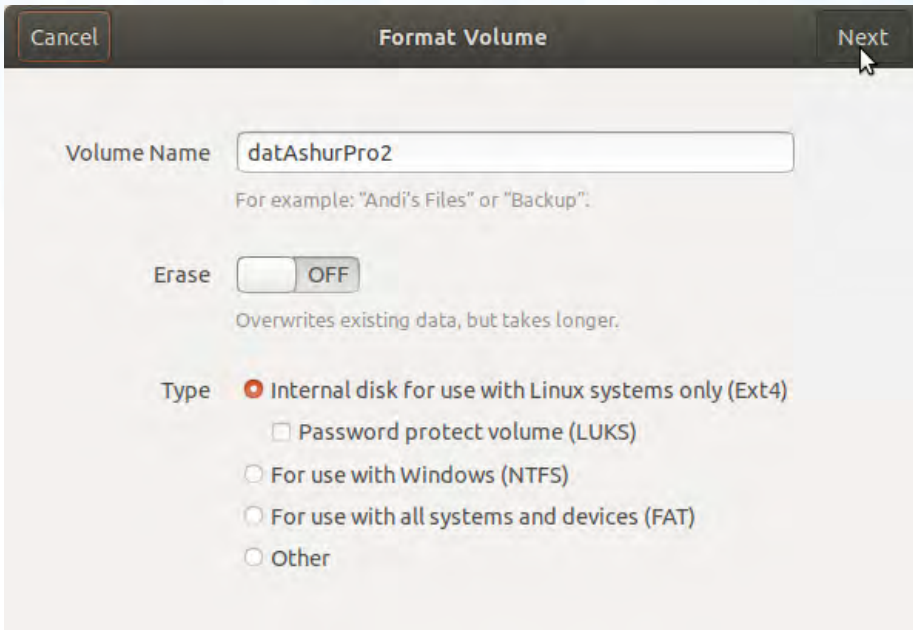 Cancel Format Volume Next
Volume Name datAshurPro2
For example: "Andi's Files" or "Backup".
Erase OFF
Overwrites existing data, but takes longer.
Type Internal disk for use with Linux systems only (Ext4)
Password protect volume (LUKS)
For use with Windows (NTFS)
For use with all systems and devices (FAT)
Other